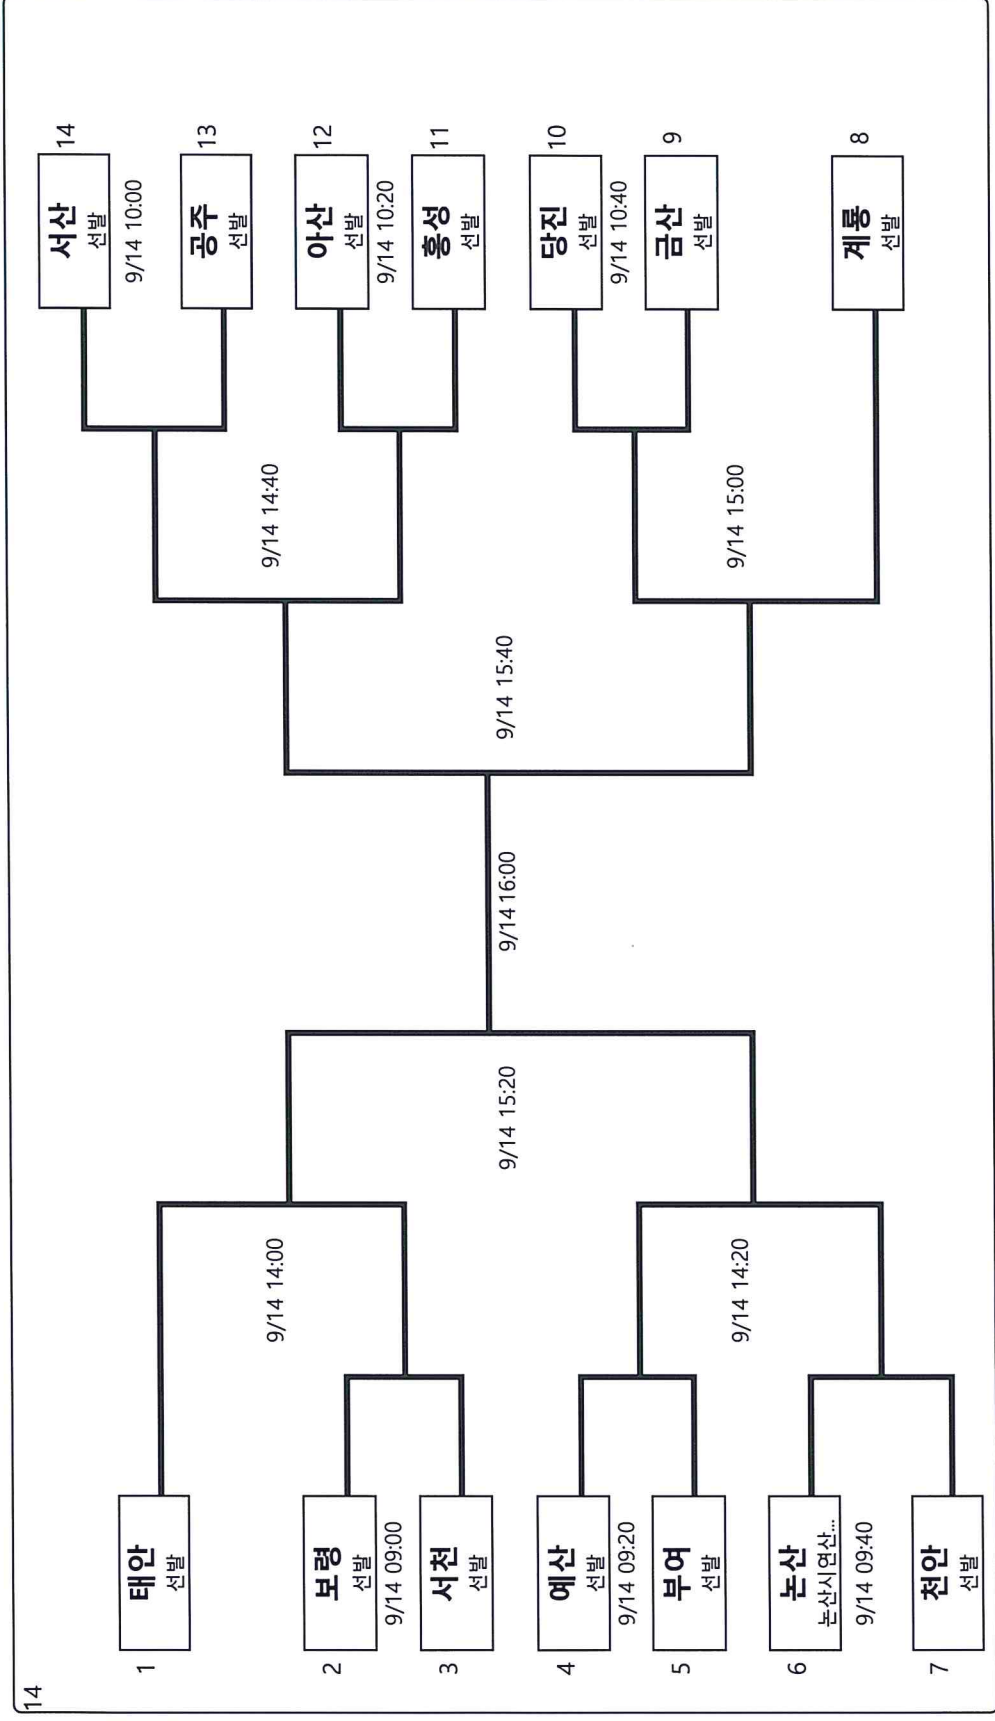 14
1
태안
선발
2
보령
선발
9/14 09:00
3
서천
선발
4
예산
선발
9/14 09:20
5
부여
선발
6
논산
논산시연산...
9/14 09:40
7
천안
선발
9/14 14:00
9/14 14:20
9/14 15:20
9/14 16:00
9/14 15:40
9/14 14:40
9/14 15:00
서산
선발
14
9/14 10:00
공주
선발
13
아산
선발
12
9/14 10:20
홍성
선발
11
당진
선발
10
9/14 10:40
금산
선발
9
계룡
선발
8